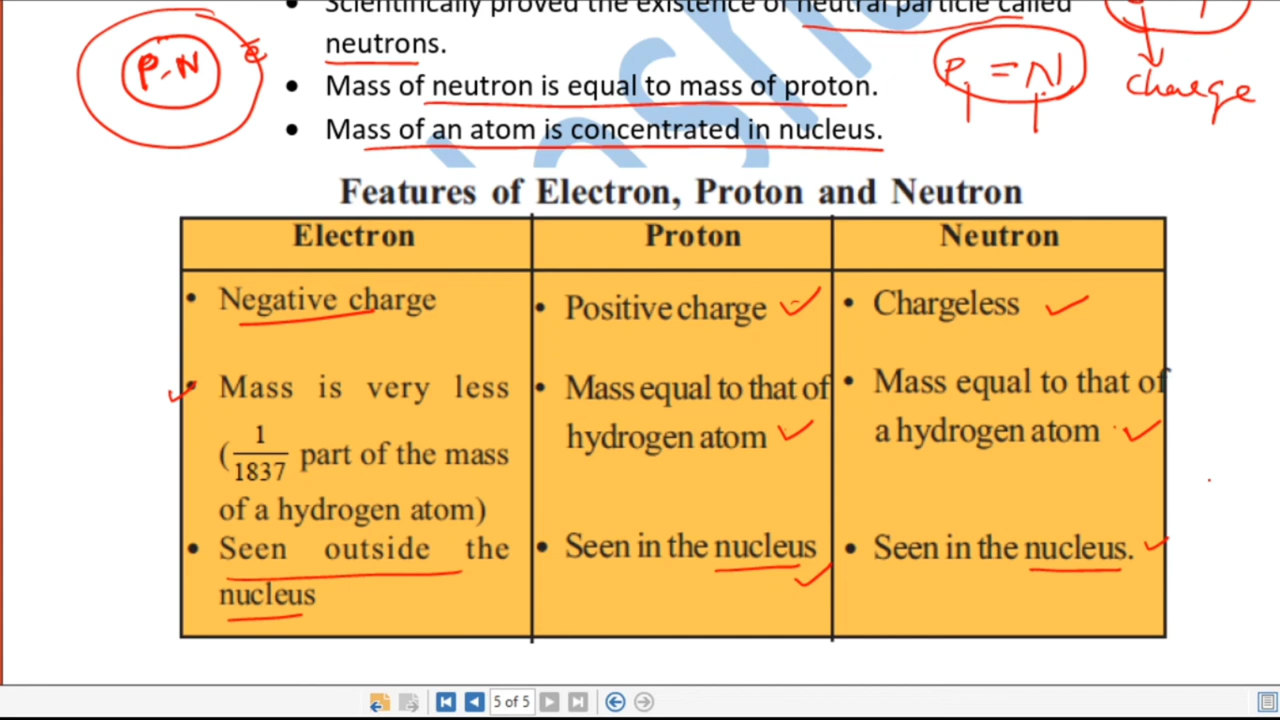 Scientifically proved the existence of neutral particle called
neutrons.
P, N
ē
P = N
charge
• Mass of neutron is equal to mass of proton.
• Mass of an atom is concentrated in nucleus.
Features of Electron, Proton and Neutron
Electron
Proton
Neutron
• Negative charge
• Positive charge
• Chargeless
• Mass is very less
(1/1837 part of the mass
of a hydrogen atom)
• Mass equal to that of
hydrogen atom
• Mass equal to that of
a hydrogen atom
• Seen outside the
nucleus
• Seen in the nucleus
• Seen in the nucleus.
5 of 5